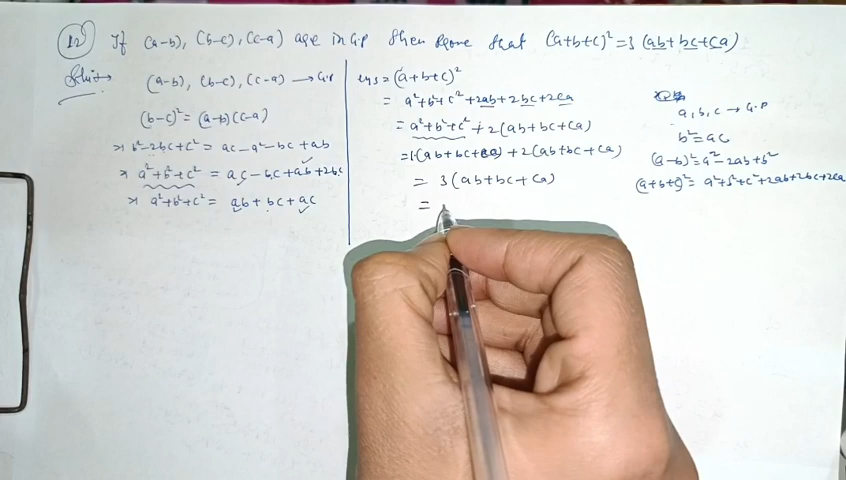 12) If (a-b), (b-c), (c-a) are in G.P then prove that (a+b+c)² = 3 (ab+bc+ca)
Solun→ (a-b), (b-c), (c-a) → G.P
(b-c)² = (a-b)(c-a)
⇒ b²-2bc+c² = ac-a²-bc+ab
⇒ a²+b²+c² = ac-bc+ab+2bc
⇒ a²+b²+c² = ab+bc+ac
LHS = (a+b+c)²
= a²+b²+c²+2ab+2bc+2ca
= a²+b²+c²+2(ab+bc+ca)
=1.(ab+bc+ca)+2(ab+bc+ca)
= 3(ab+bc+ca)
=
a, b, c → G.P
b² = ac
(a-b)² = a²-2ab+b²
(a+b+c)² = a²+b²+c²+2ab+2bc+2ca